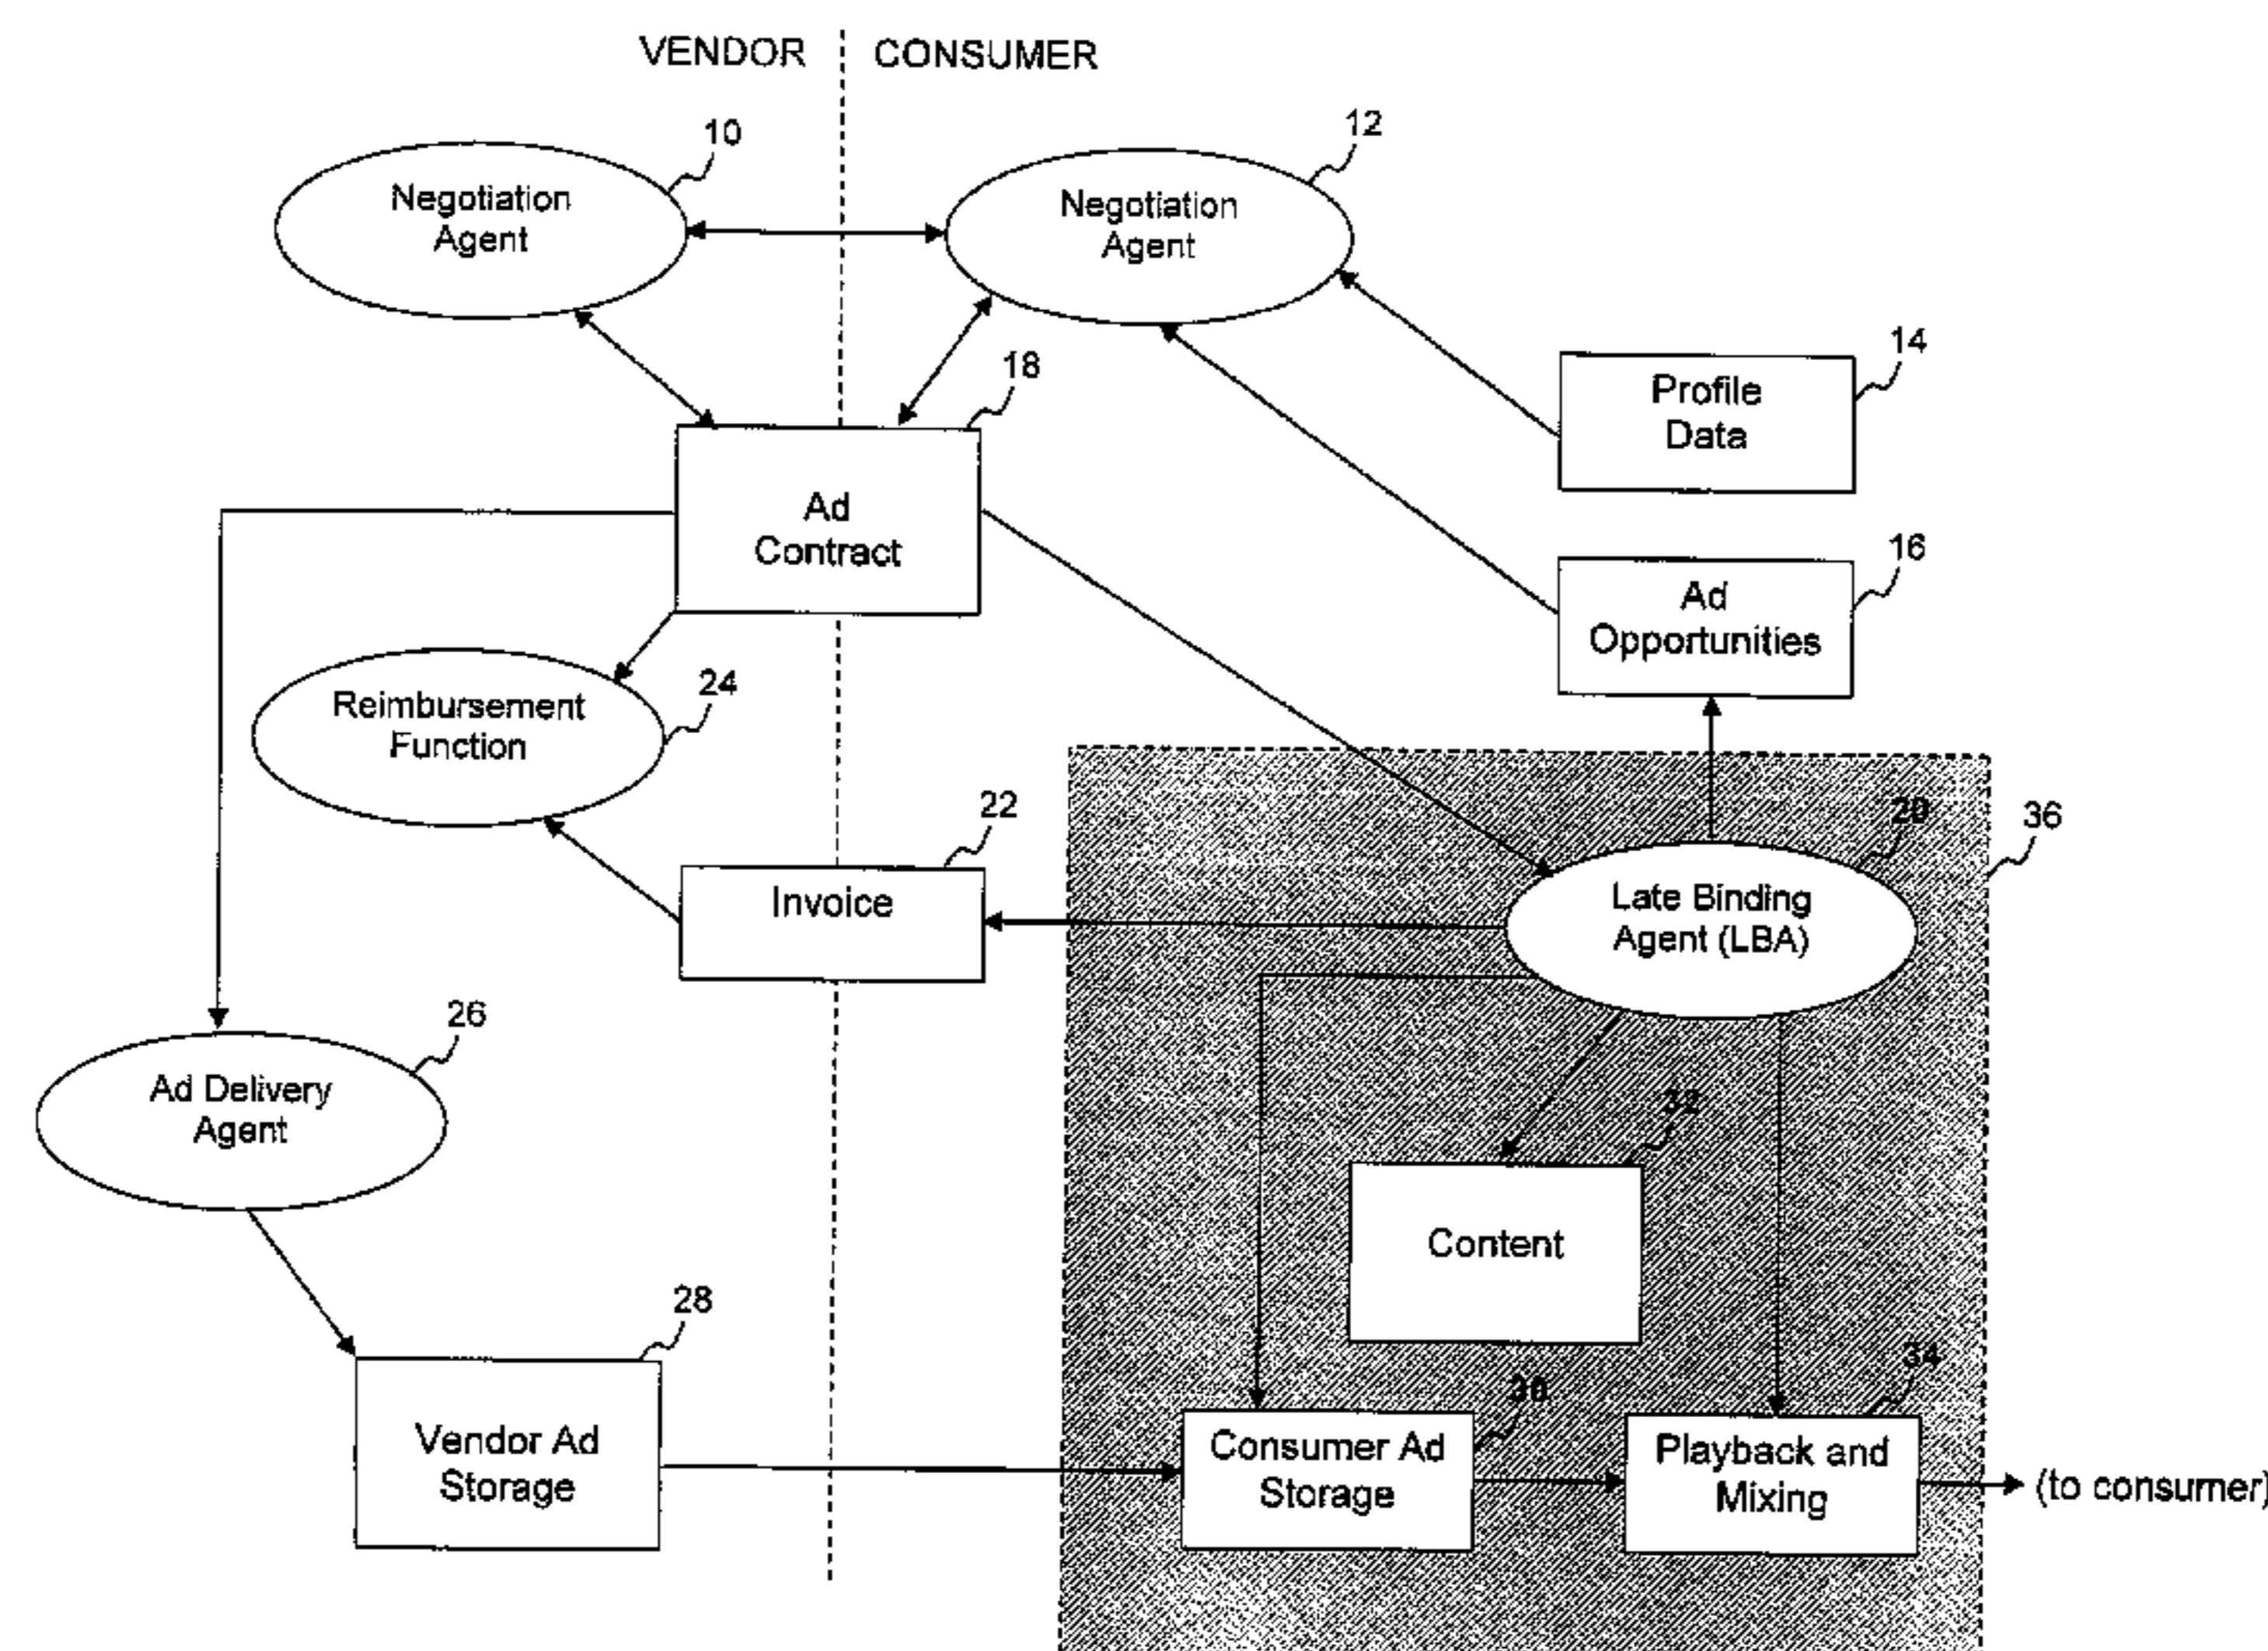 VENDOR CONSUMER
10
12
Negotiation
Agent
Negotiation
Agent
18
14
Profile
Data
Ad
Contract
16
Ad
Opportunities
24
Reimbursement
Function
22
20
36
Invoice
Late Binding
Agent (LBA)
26
Ad Delivery
Agent
32
Content
28
30
34
Vendor Ad
Storage
Consumer Ad
Storage
Playback and
Mixing
(to consumer)